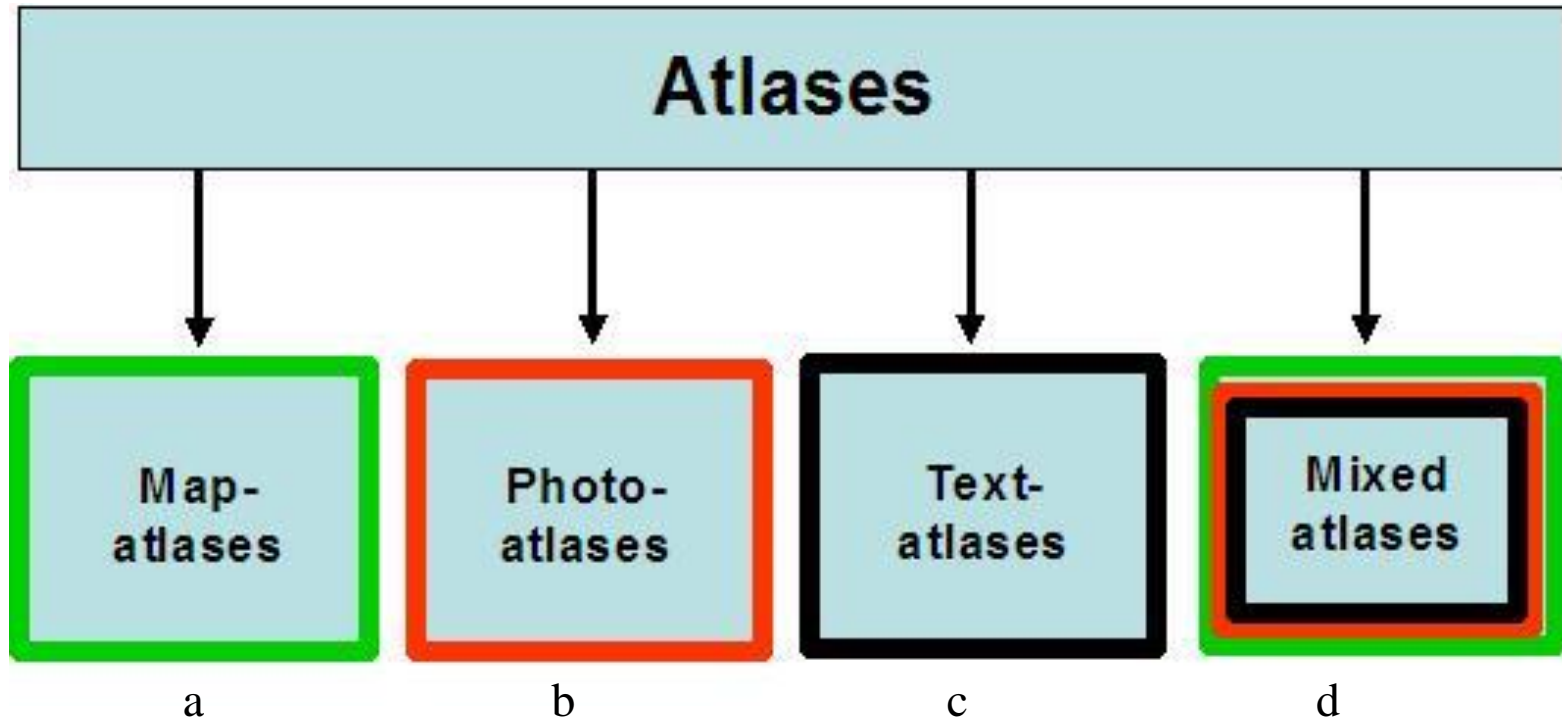 Atlases
Map-
atlases
Photo-
atlases
Text-
atlases
Mixed
atlases
a b c d